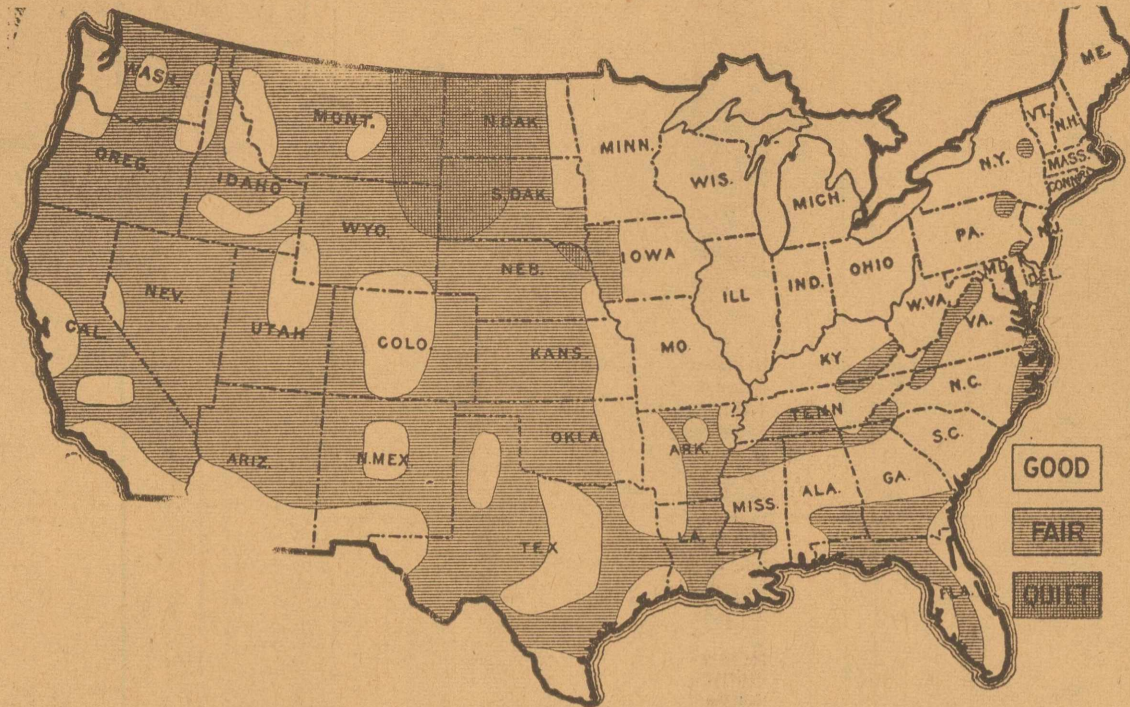 WASH.
MONT.
N.DAK.
MINN.
ME.
VT.
N.H.
OREG.
IDAHO
S.DAK.
WIS.
MICH.
N.Y.
MASS.
CONN.
WYO.
NEB.
IOWA
PA.
N.J.
NEV.
UTAH
COLO.
ILL
IND.
OHIO
MD.
DEL.
W.VA.
VA.
CAL.
KANS.
MO.
KY
N.C.
ARIZ.
N.MEX
OKLA.
ARK.
TENN
S.C.
TEX
LA.
MISS.
ALA.
GA.
FLA.
GOOD
FAIR
QUIET